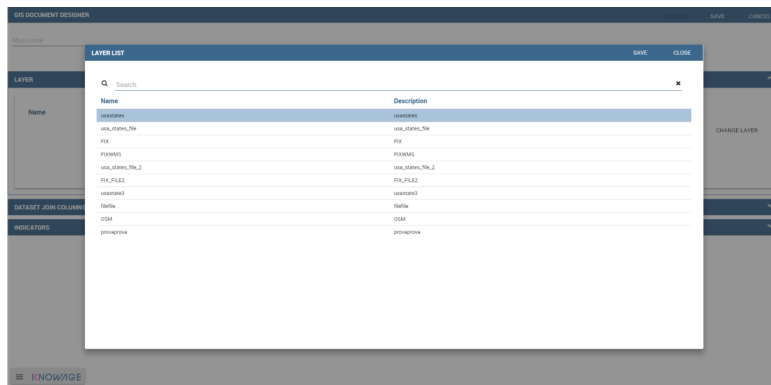 GIS DOCUMENT DESIGNER SAVE CANCEL
Map name
LAYER LIST SAVE CLOSE
LAYER
Search
Name Description
usastates usastates
usa_states_file usa_states_file
FIX FIX
FIXWMS FIXWMS
usa_states_file_2 usa_states_file_2
FIX_FILE2 FIX_FILE2
usastate3 usastate3
filefile filefile
OSM OSM
provaprova provaprova
Name
CHANGE LAYER
DATASET JOIN COLUMNS
INDICATORS
KNOWAGE